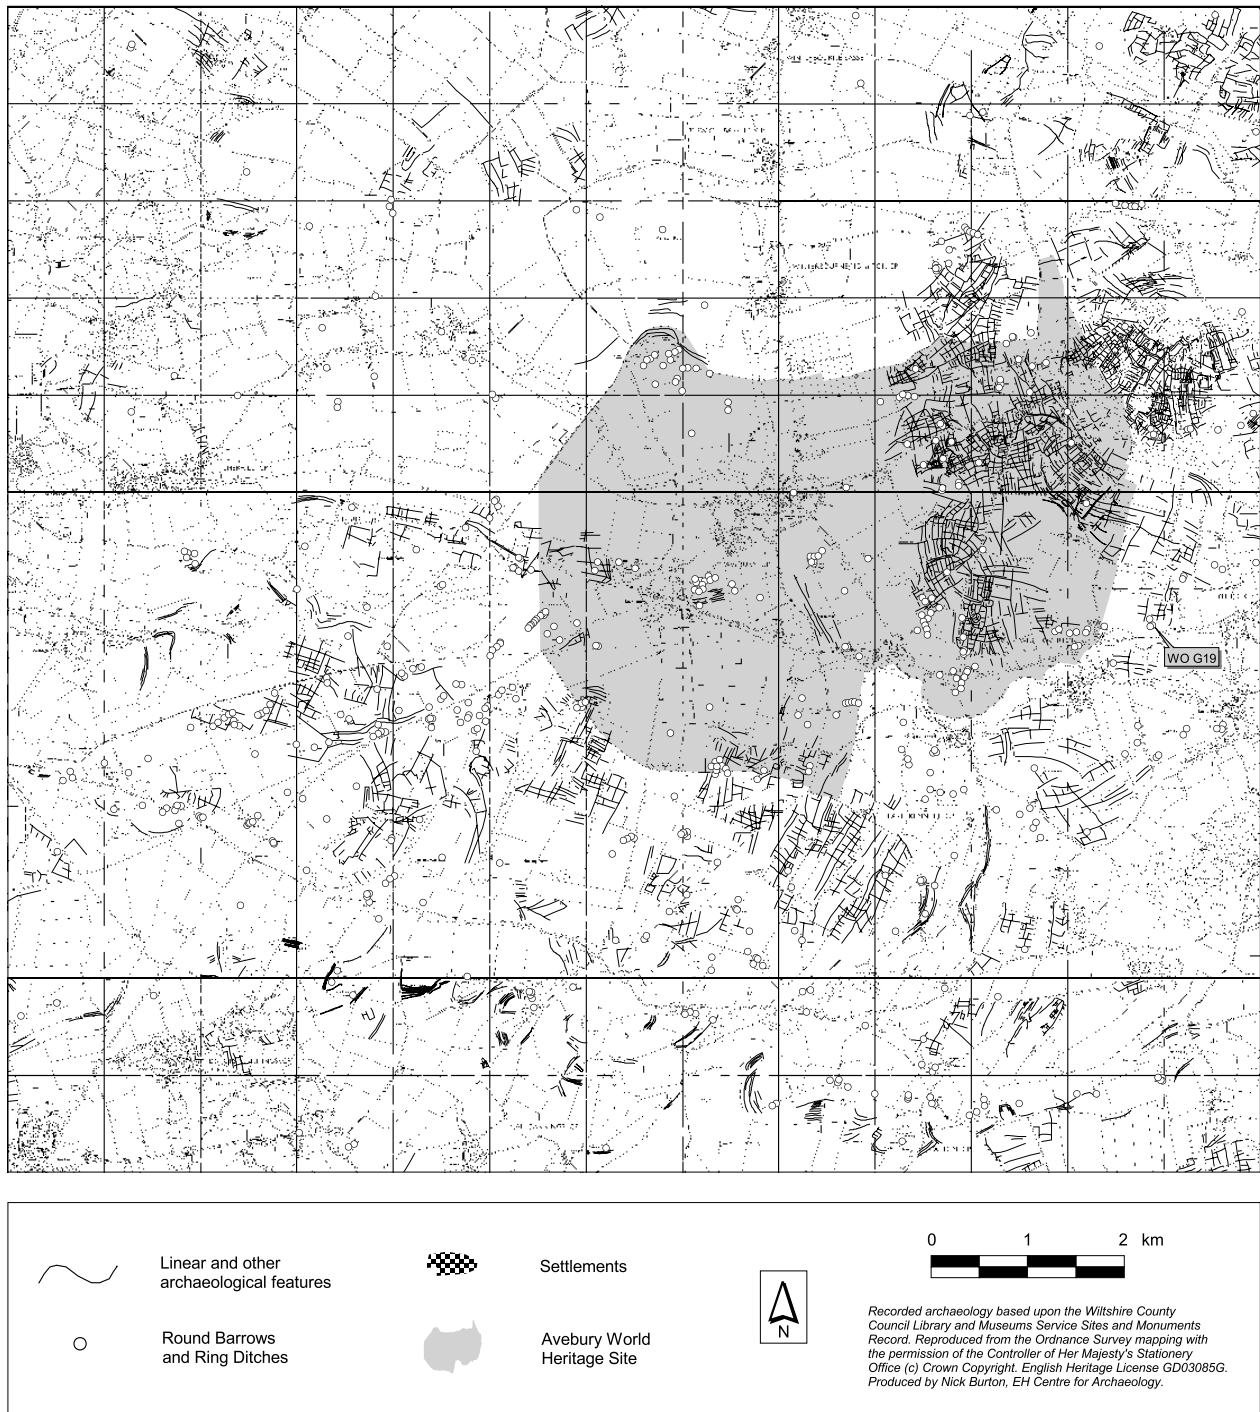 WO G19
Linear and other
archaeological features
Round Barrows
and Ring Ditches
Settlements
Avebury World
Heritage Site
N
0 1 2 km
Recorded archaeology based upon the Wiltshire County
Council Library and Museums Service Sites and Monuments
Record. Reproduced from the Ordnance Survey mapping with
the permission of the Controller of Her Majesty's Stationery
Office (c) Crown Copyright. English Heritage License GD03085G.
Produced by Nick Burton, EH Centre for Archaeology.